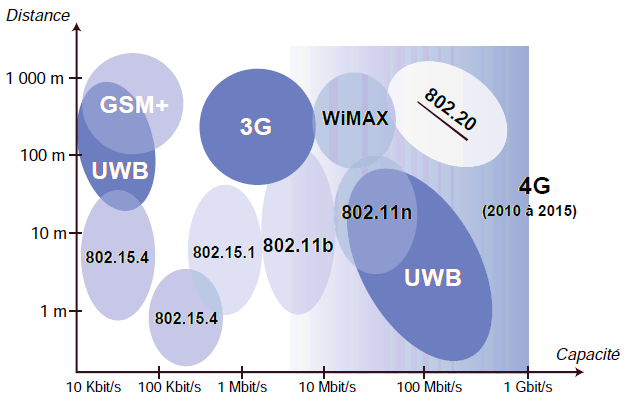 Distance
1 000 m
100 m
10 m
1 m
GSM+
UWB
3G
WiMAX
802.20
4G
(2010 à 2015)
802.11n
802.15.4
802.15.1
802.11b
UWB
802.15.4
Capacité
10 Kbit/s
100 Kbit/s
1 Mbit/s
10 Mbit/s
100 Mbit/s
1 Gbit/s